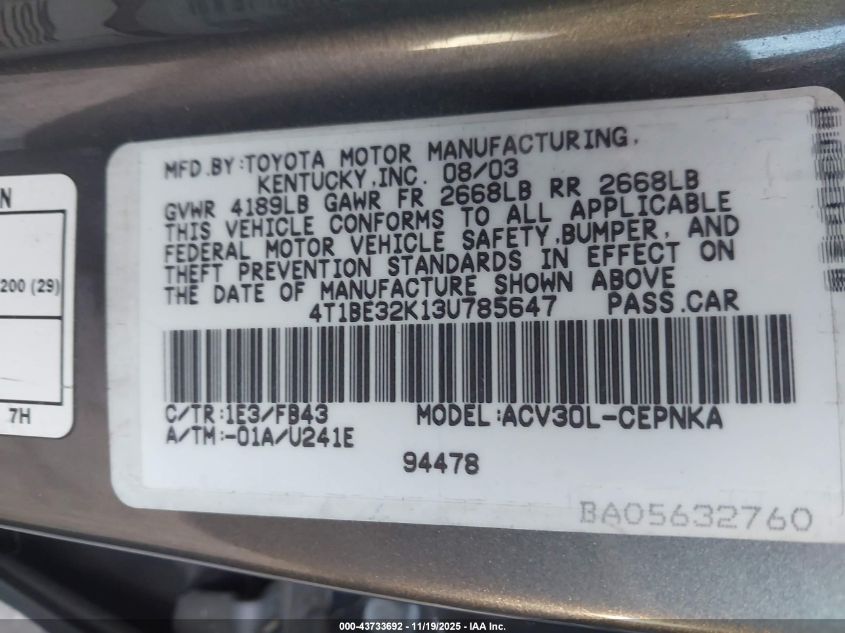 MFD.BY:TOYOTA MOTOR MANUFACTURING,
KENTUCKY,INC. 08/03
GVWR 4189LB GAWR FR 2668LB RR 2668LB
THIS VEHICLE CONFORMS TO ALL APPLICABLE
FEDERAL MOTOR VEHICLE SAFETY,BUMPER, AND
THEFT PREVENTION STANDARDS IN EFFECT ON
THE DATE OF MANUFACTURE SHOWN ABOVE
4T1BE32K13U785647 PASS.CAR
C/TR:1E3/FB43 MODEL:ACV30L-CEPNKA
A/TM:-01A/U241E
94478
BA05632760
N
200 (29)
7H
000-43733692 - 11/19/2025 - IAA Inc.